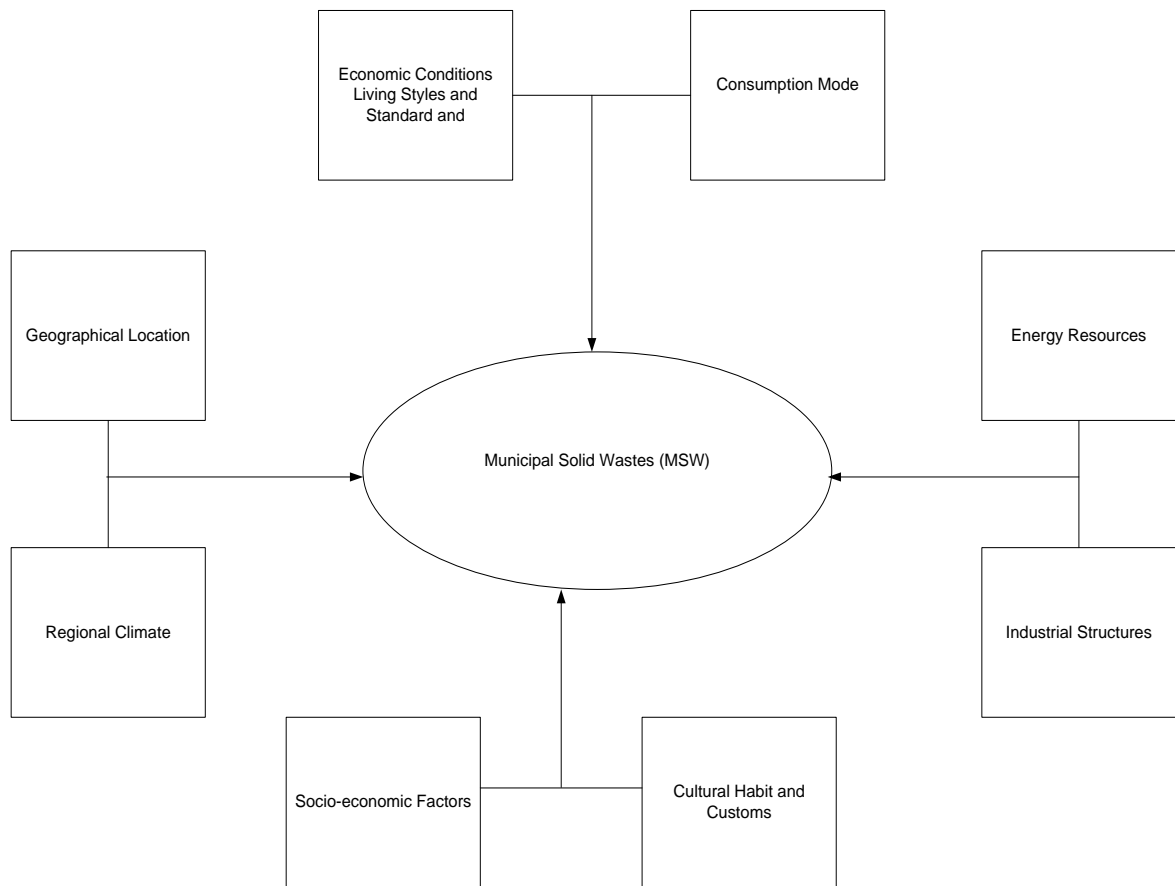 Economic Conditions
Living Styles and
Standard and
Consumption Mode
Geographical Location
Energy Resources
Municipal Solid Wastes (MSW)
Regional Climate
Industrial Structures
Socio-economic Factors
Cultural Habit and
Customs